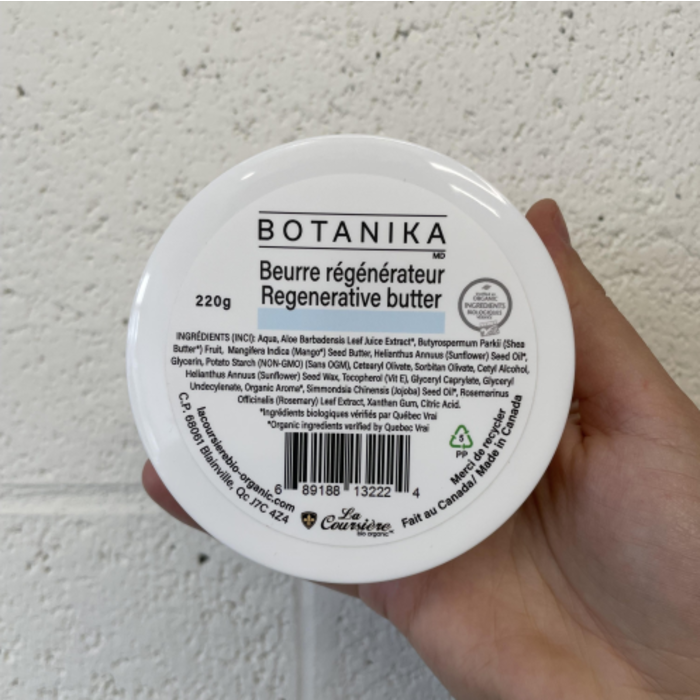 BOTANIKA
MD
Beurre régénérateur
220g
Regenerative butter
ORGANIC
INGREDIENTS
BIOLOGIQUES
INGRÉDIENTS (INCI): Aqua, Aloe Barbadensis Leaf Juice Extract*, Butyrospermum Parkii (Shea
Butter*) Fruit, Mangifera Indica (Mango*) Seed Butter, Helianthus Annuus (Sunflower) Seed Oil*,
Glycerin, Potato Starch (NON-GMO) (Sans OGM), Cetearyl Olivate, Sorbitan Olivate, Cetyl Alcohol,
Helianthus Annuus (Sunflower) Seed Wax, Tocopherol (Vit E), Glyceryl Caprylate, Glyceryl
Undecylenate, Organic Aroma*, Simmondsia Chinensis (Jojoba) Seed Oil*, Rosemarinus
Officinalis (Rosemary) Leaf Extract, Xanthan Gum, Citric Acid.
*Ingrédients biologiques vérifiés par Québec Vrai
*Organic ingredients verified by Quebec Vrai
6 89188 13222 4
5
PP
lacoursierebio-organic.com
C.P. 68061 Blainville, Qc J7C 4Z4
La
Coursière
bio organic
Merci de recycler
Fait au Canada/ Made in Canada